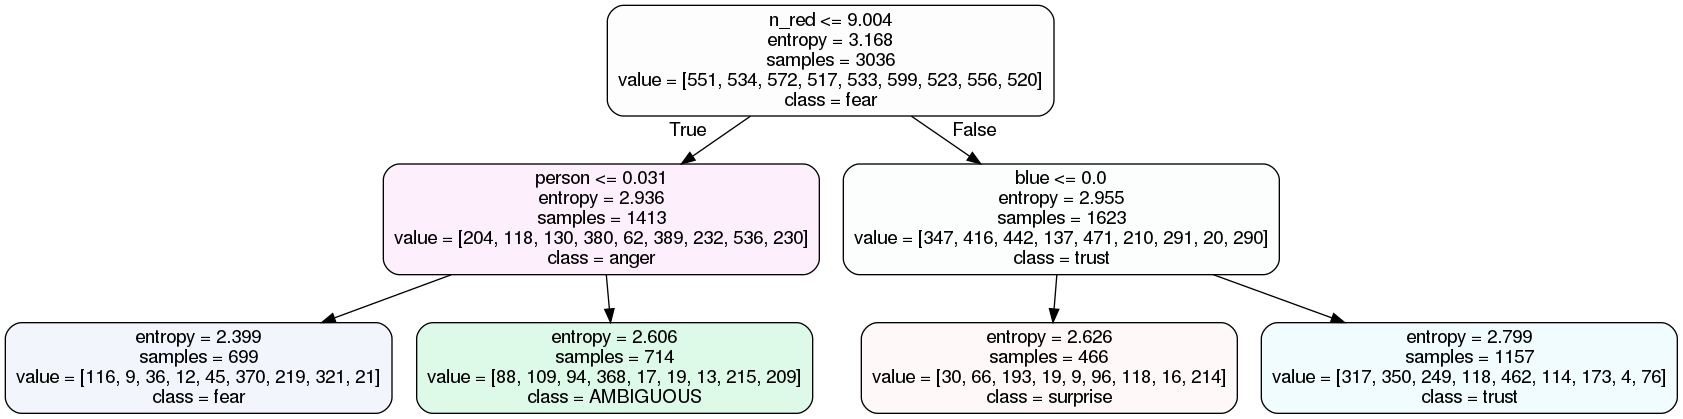 n_red <= 9.004
entropy = 3.168
samples = 3036
value = [551, 534, 572, 517, 533, 599, 523, 556, 520]
class = fear
True
False
person <= 0.031
entropy = 2.936
samples = 1413
value = [204, 118, 130, 380, 62, 389, 232, 536, 230]
class = anger
blue <= 0.0
entropy = 2.955
samples = 1623
value = [347, 416, 442, 137, 471, 210, 291, 20, 290]
class = trust
entropy = 2.399
samples = 699
value = [116, 9, 36, 12, 45, 370, 219, 321, 21]
class = fear
entropy = 2.606
samples = 714
value = [88, 109, 94, 368, 17, 19, 13, 215, 209]
class = AMBIGUOUS
entropy = 2.626
samples = 466
value = [30, 66, 193, 19, 9, 96, 118, 16, 214]
class = surprise
entropy = 2.799
samples = 1157
value = [317, 350, 249, 118, 462, 114, 173, 4, 76]
class = trust